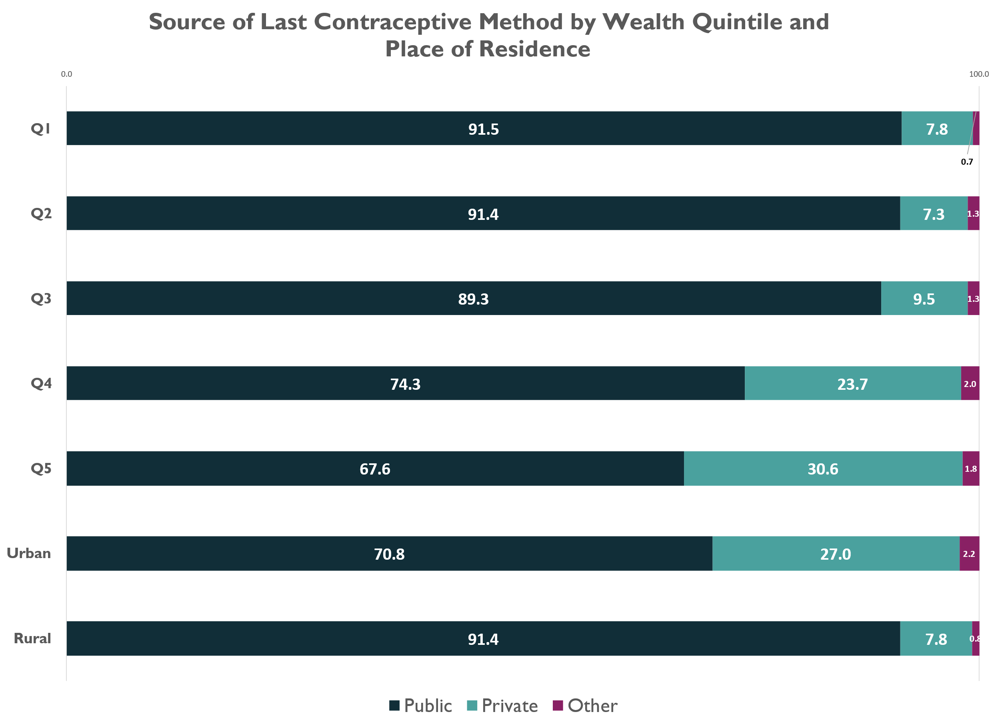 Source of Last Contraceptive Method by Wealth Quintile and
Place of Residence
0.0 100.0
Q1 91.5 7.8
0.7
Q2 91.4 7.3 1.3
Q3 89.3 9.5 1.3
Q4 74.3 23.7 2.0
Q5 67.6 30.6 1.8
Urban 70.8 27.0 2.2
Rural 91.4 7.8 0.8
Public Private Other